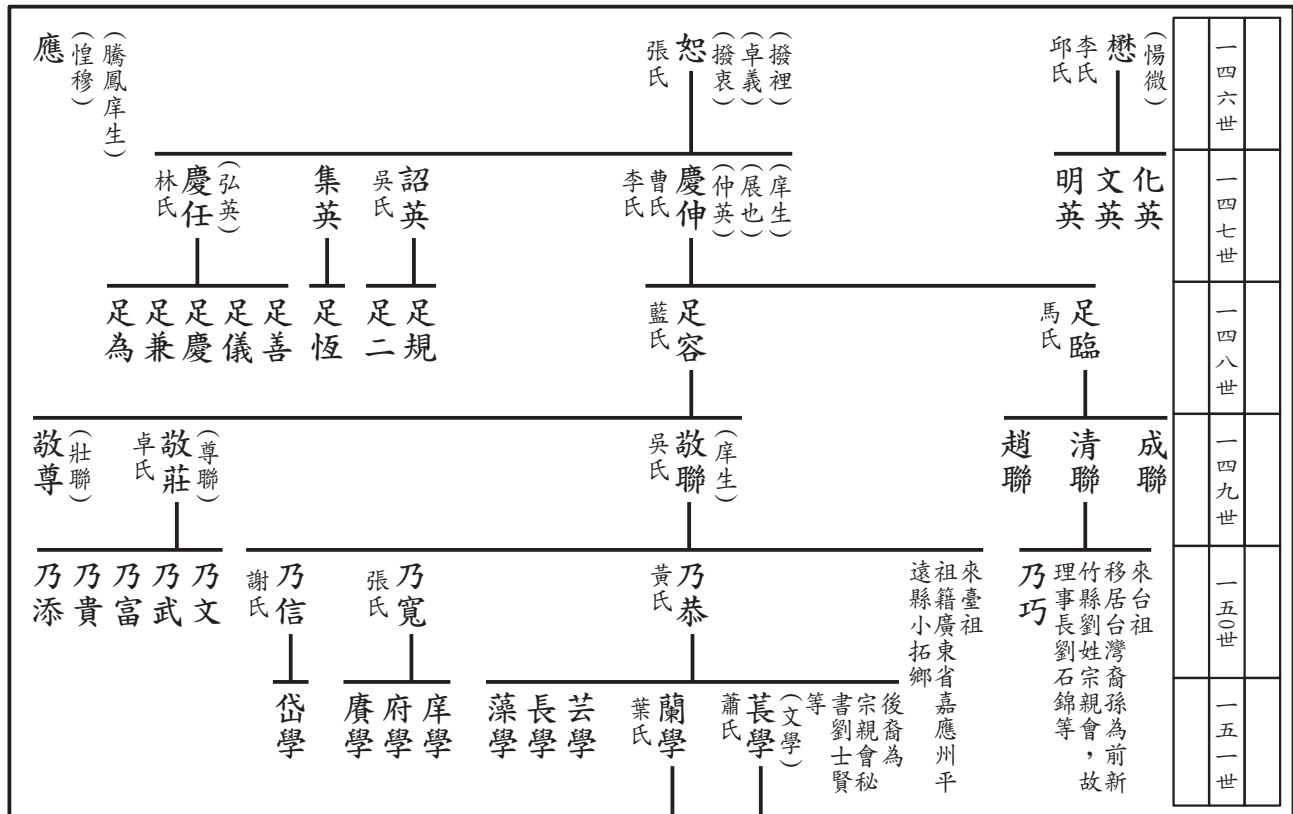 一四六世
一四七世
一四八世
一四九世
一五0世
一五一世
(愓微)
懋
李氏
邱氏
(撥裡)
(卓義)
(撥衷)
恕
張氏
(騰鳳庠生)
(惶穆)
應
化英
文英
明英
(庠生)
(展也)
(仲英)
慶伸
曹氏
李氏
詔英
吳氏
集英
(弘英)
慶任
林氏
足臨
馬氏
足容
藍氏
足規
足二
足恆
足善
足儀
足慶
足兼
足為
成聯
清聯
趙聯
(庠生)
敬聯
吳氏
(尊聯)
敬莊
卓氏
(壯聯)
敬尊
來台祖
移居台灣裔孫為前新
竹縣劉姓宗親會，故
理事長劉石錦等
乃巧
來臺祖
祖籍廣東省嘉應州平
遠縣小拓鄉
乃恭
黃氏
乃寬
張氏
乃信
謝氏
乃文
乃武
乃富
乃貴
乃添
後裔為
宗親會秘
書劉士賢
等
(文學)
萇學
蕭氏
蘭學
葉氏
芸學
長學
藻學
庠學
府學
賡學
岱學